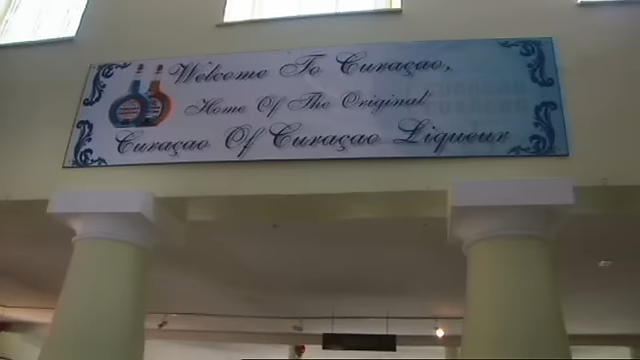 Welcome To Curaçao,
Home Of The Original
Curaçao Of Curaçao Liqueur